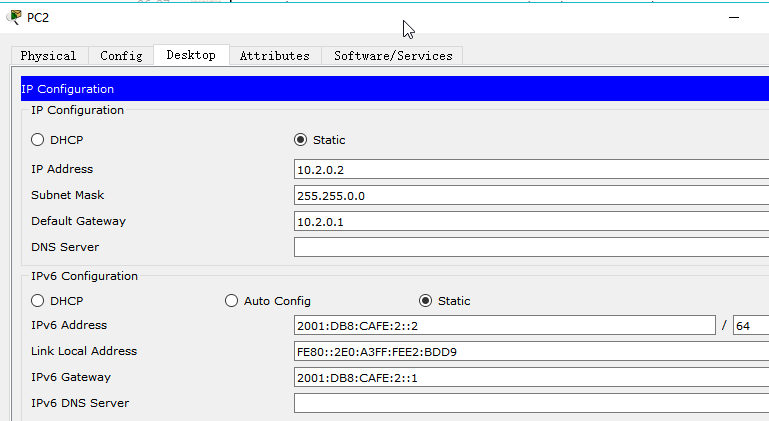 PC2
Physical Config Desktop Attributes Software/Services
IP Configuration
IP Configuration
DHCP Static
IP Address 10.2.0.2
Subnet Mask 255.255.0.0
Default Gateway 10.2.0.1
DNS Server
IPv6 Configuration
DHCP Auto Config Static
IPv6 Address 2001:DB8:CAFE:2::2 / 64
Link Local Address FE80::2E0:A3FF:FEE2:BDD9
IPv6 Gateway 2001:DB8:CAFE:2::1
IPv6 DNS Server